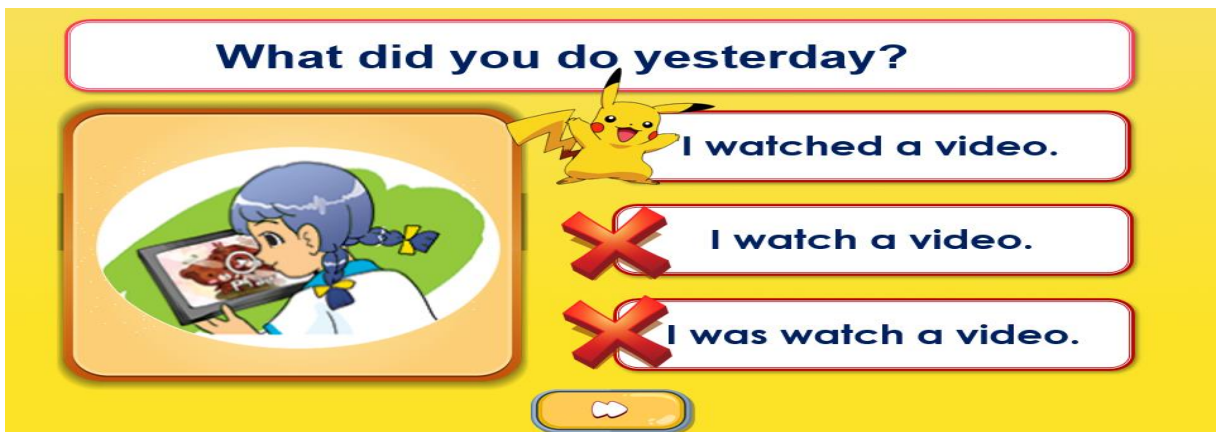 What did you do yesterday?
I watched a video.
I watch a video.
I was watch a video.